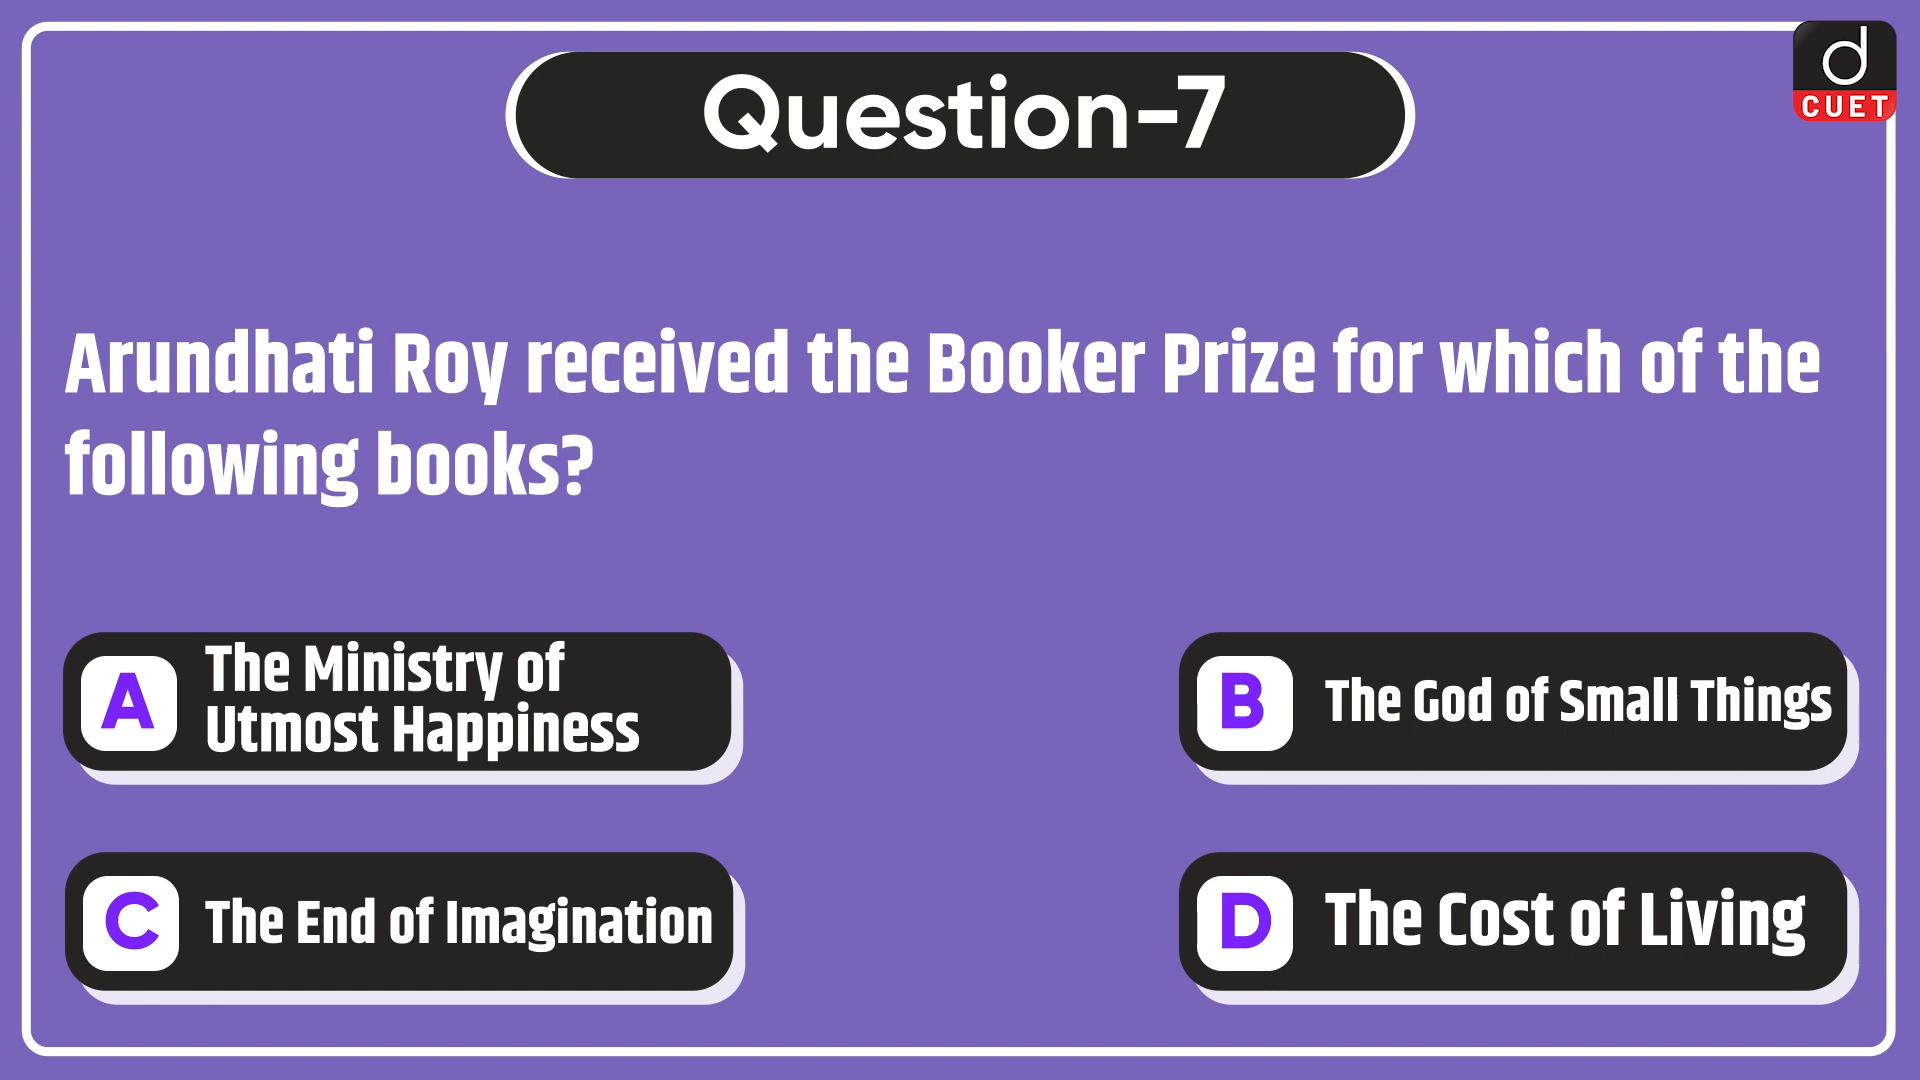 d
CUET
Question-7
Arundhati Roy received the Booker Prize for which of the
following books?
A
The Ministry of
Utmost Happiness
B
The God of Small Things
C
The End of Imagination
D
The Cost of Living